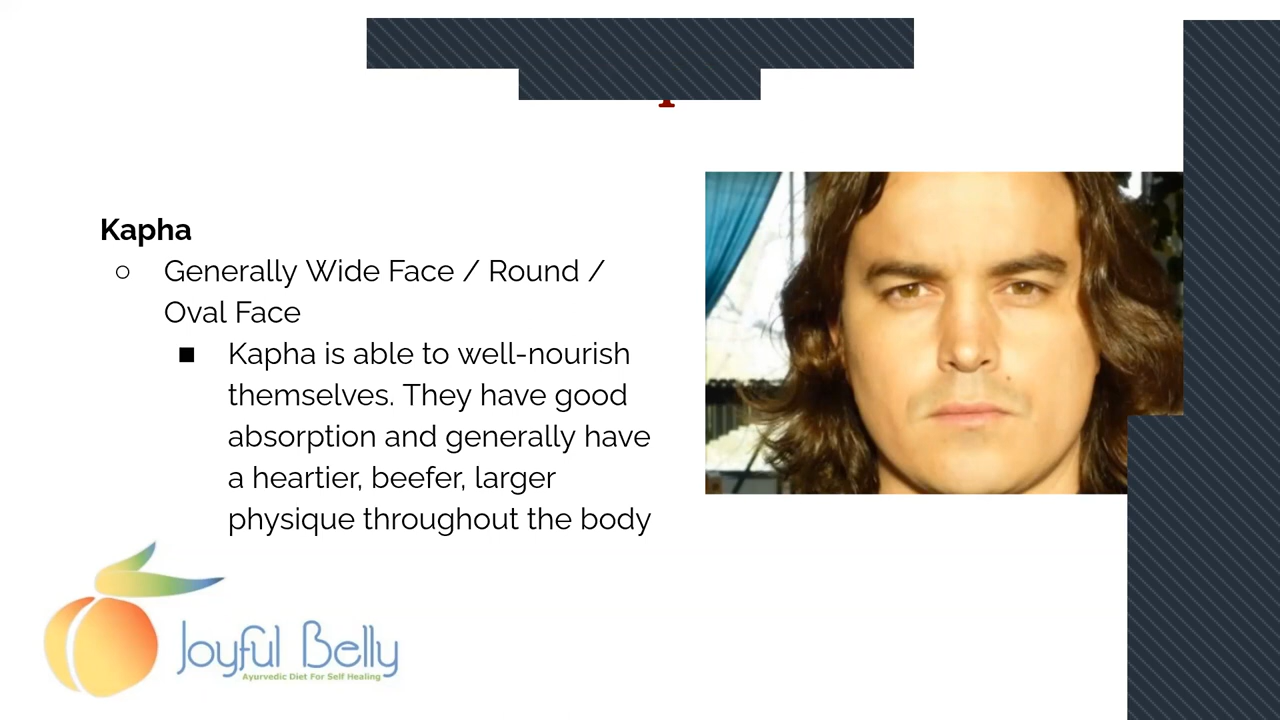 Kapha
Generally Wide Face / Round /
Oval Face
Kapha is able to well-nourish
themselves. They have good
absorption and generally have
a heartier, beefer, larger
physique throughout the body
Joyful Belly
Ayurvedic Diet For Self Healing